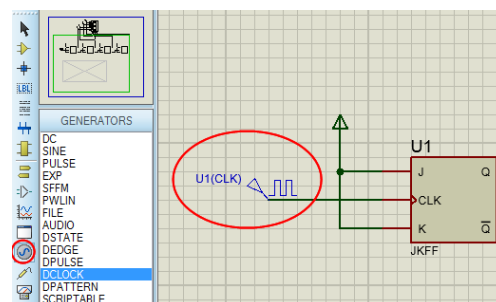 LBL
GENERATORS
DC
SINE
PULSE
EXP
SFFM
PWLIN
FILE
AUDIO
DSTATE
DEDGE
DPULSE
DCLOCK
DPATTERN
SCRIPTABLE
U1(CLK)
U1
J
Q
CLK
K
Q̅
JKFF